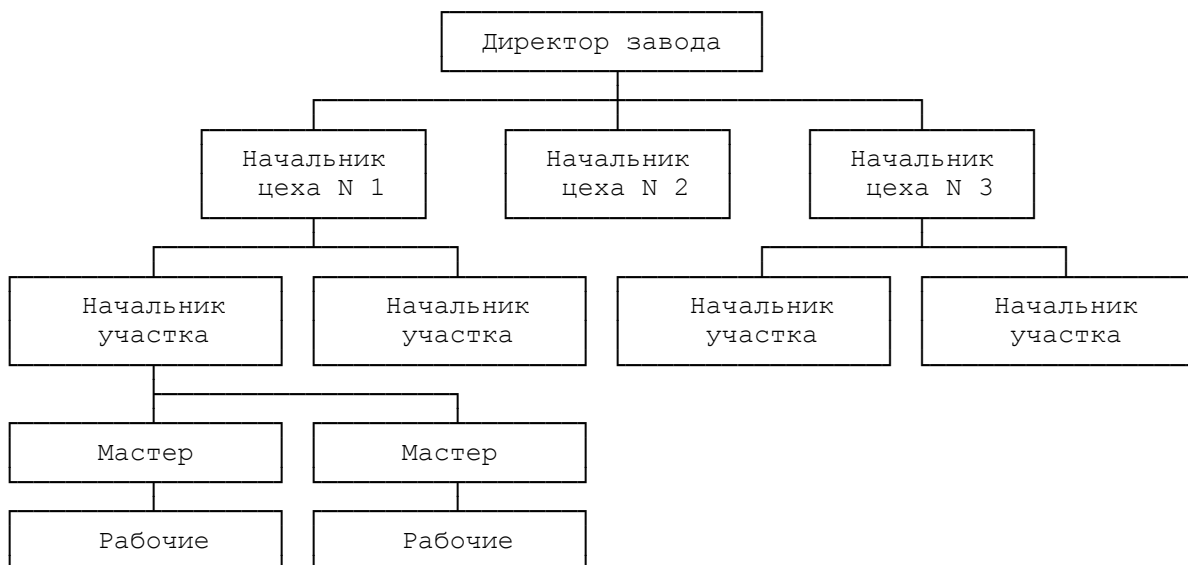 Директор завода
Начальник
цеха N 1
Начальник
цеха N 2
Начальник
цеха N 3
Начальник
участка
Начальник
участка
Начальник
участка
Начальник
участка
Мастер
Мастер
Рабочие
Рабочие